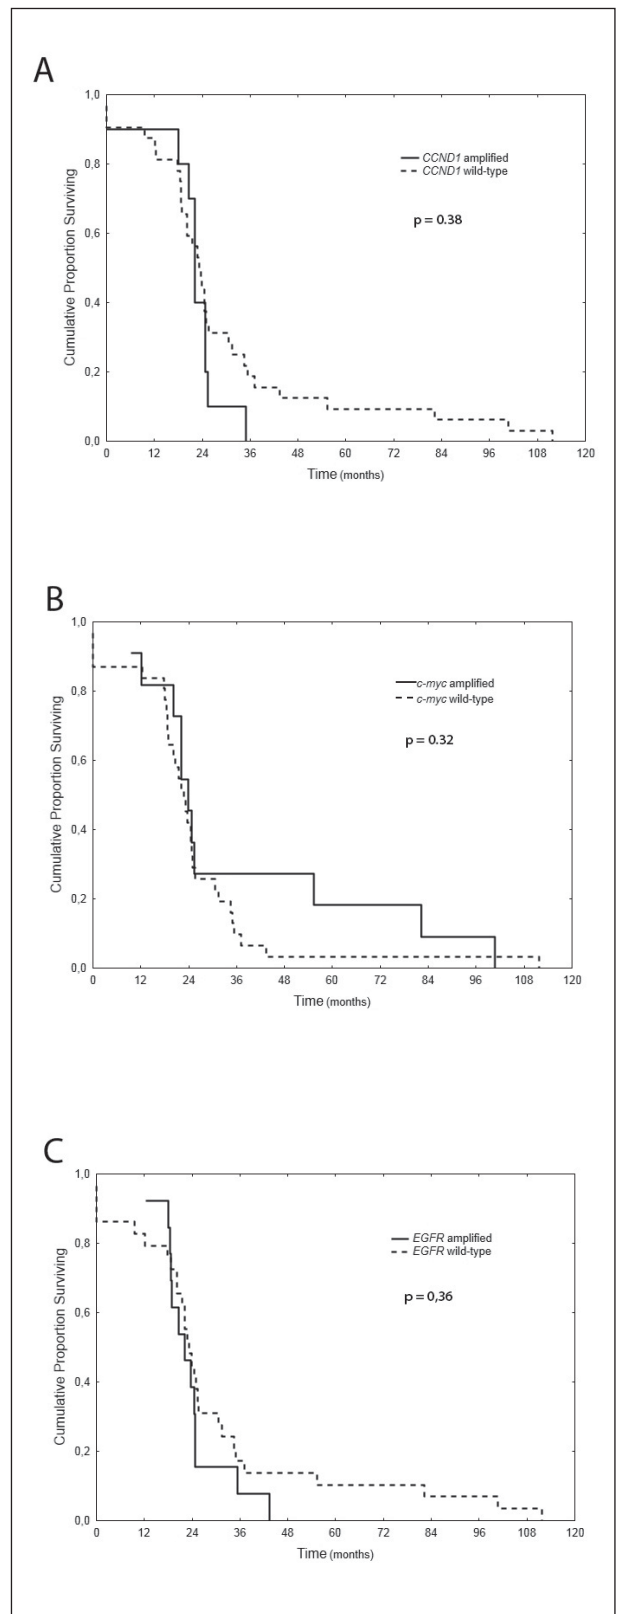 A
1,0
CCND1 amplified
0,8
CCND1 wild-type
p = 0.38
0,6
Cumulative Proportion Surviving
0,4
0,2
0,0
0 12 24 36 48 60 72 84 96 108 120
Time (months)
B
1,0
c-myc amplified
c-myc wild-type
0,8
p = 0.32
0,6
Cumulative Proportion Surviving
0,4
0,2
0,0
0 12 24 36 48 60 72 84 96 108 120
Time (months)
C
1,0
EGFR amplified
EGFR wild-type
0,8
p = 0,36
0,6
Cumulative Proportion Surviving
0,4
0,2
0,0
0 12 24 36 48 60 72 84 96 108 120
Time (months)